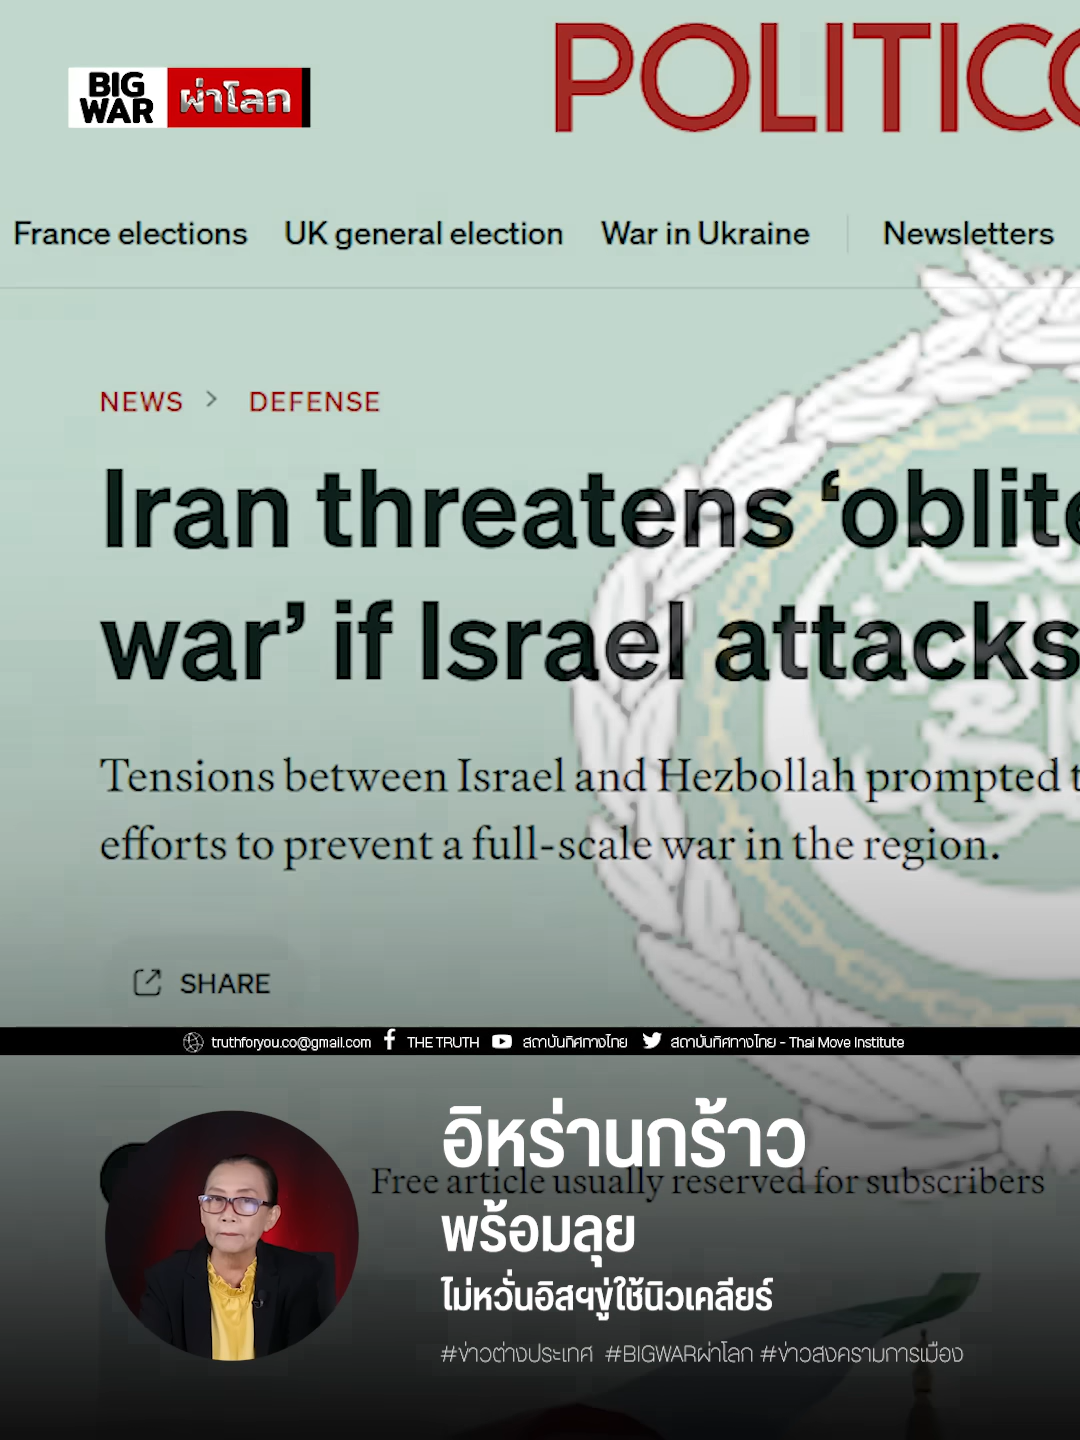 POLITICO
BIG
WAR
ผ่าโลก
France elections UK general election War in Ukraine Newsletters
NEWS > DEFENSE
Iran threatens ‘oblite
war’ if Israel attacks
Tensions between Israel and Hezbollah prompted t
efforts to prevent a full-scale war in the region.
SHARE
truthforyou.co@gmail.com THE TRUTH สถาบันทิศทางไทย สถาบันทิศทางไทย - Thai Move Institute
อิหร่านกร้าว
Free article usually reserved for subscribers
พร้อมลุย
ไม่หวั่นอิสฯขู่ใช้นิวเคลียร์
#ข่าวต่างประเทศ #BIGWARผ่าโลก #ข่าวสงครามการเมือง